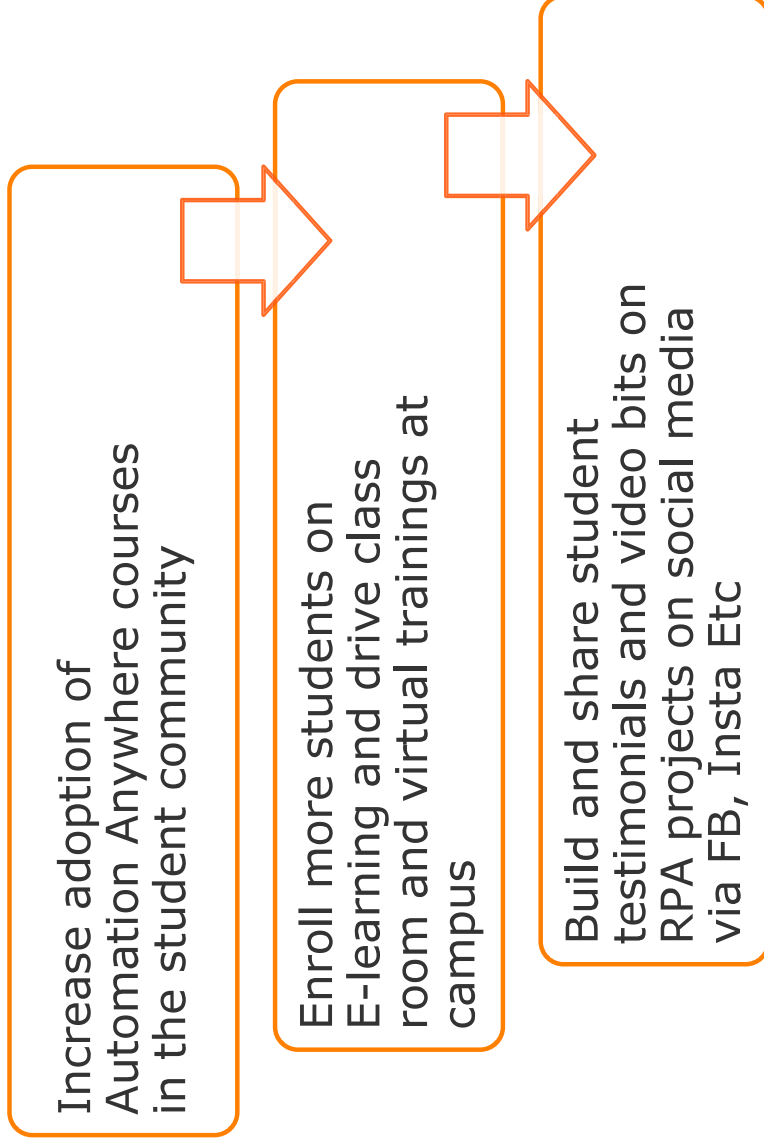 Increase adoption of
Automation Anywhere courses
in the student community
Enroll more students on
E-learning and drive class
room and virtual trainings at
campus
Build and share student
testimonials and video bits on
RPA projects on social media
via FB, Insta Etc